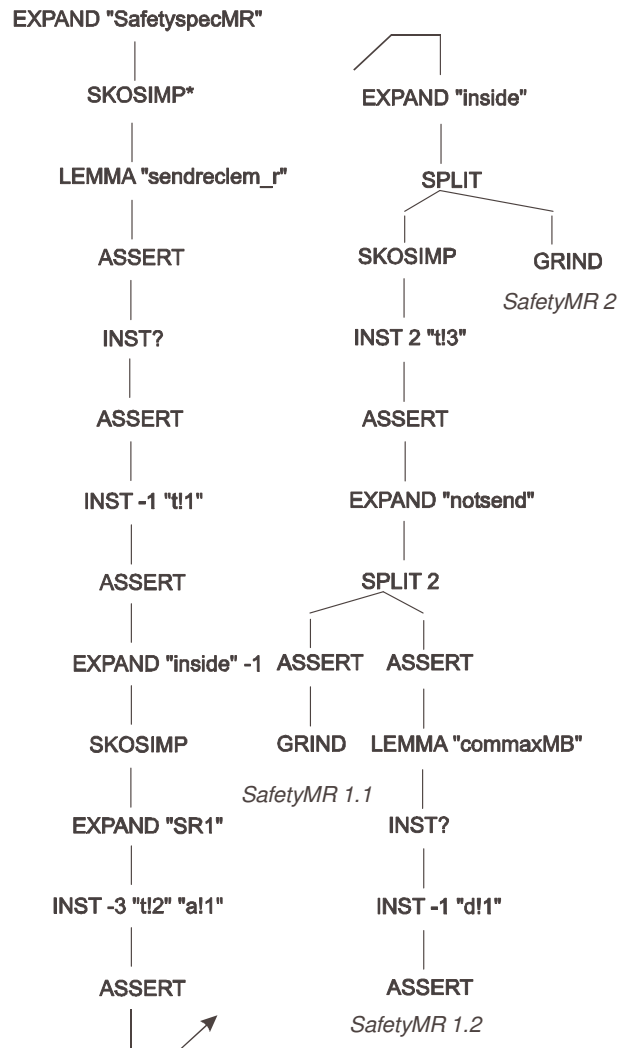 EXPAND "SafetyspecMR"
SKOSIMP*
LEMMA "sendreclem_r"
ASSERT
INST?
ASSERT
INST -1 "t!1"
ASSERT
EXPAND "inside" -1
SKOSIMP
EXPAND "SR1"
INST -3 "t!2" "a!1"
ASSERT
EXPAND "inside"
SPLIT
SKOSIMP
GRIND
SafetyMR 2
INST 2 "t!3"
ASSERT
EXPAND "notsend"
SPLIT 2
ASSERT
GRIND
SafetyMR 1.1
ASSERT
LEMMA "commaxMB"
INST?
INST -1 "d!1"
ASSERT
SafetyMR 1.2